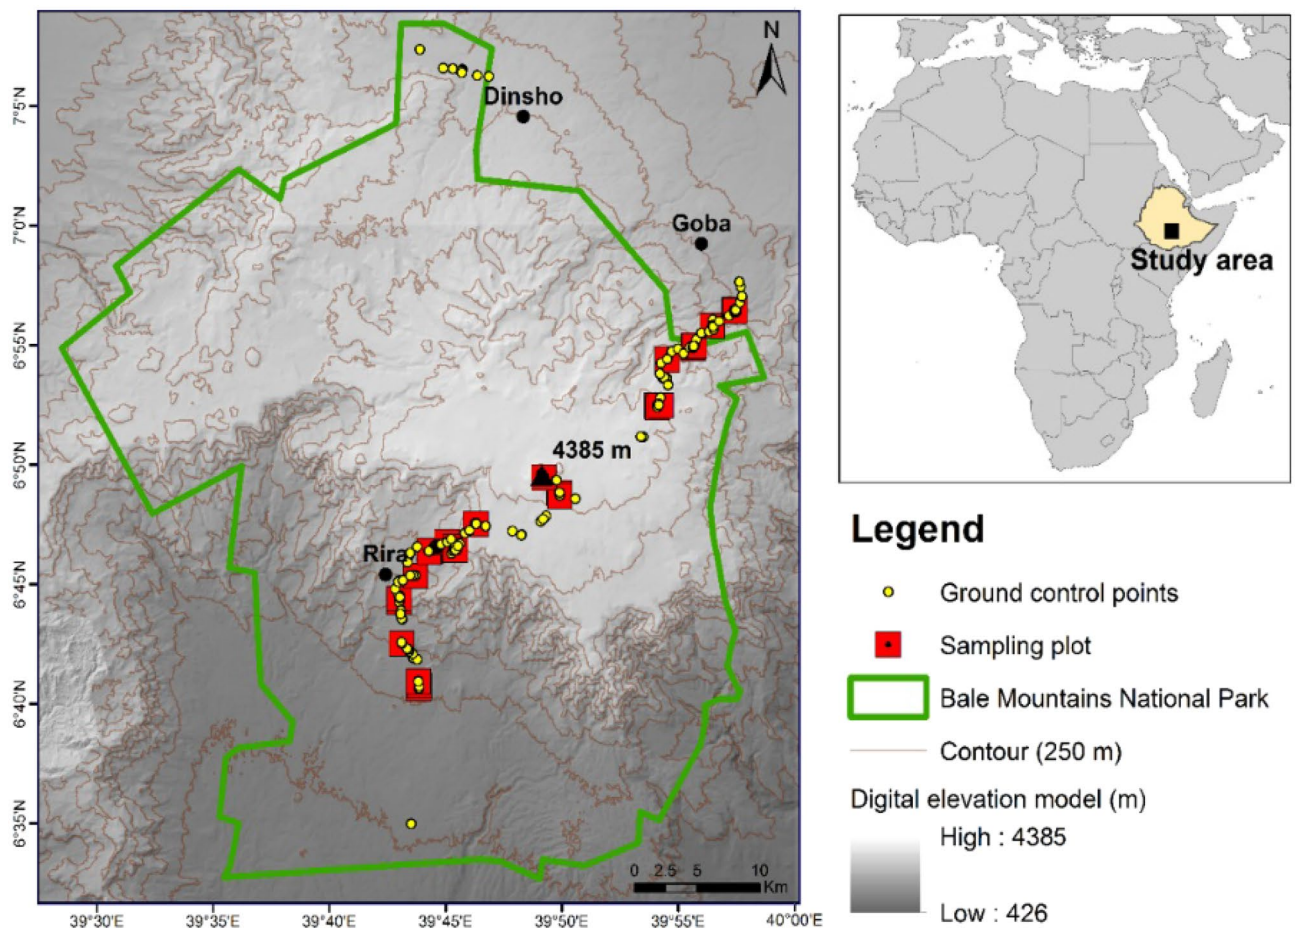 N
Dinsho
Goba
4385 m
Rira
7°5'N
7°0'N
6°55'N
6°50'N
6°45'N
6°40'N
6°35'N
0 2.5 5 10
Km
39°30'E 39°35'E 39°40'E 39°45'E 39°50'E 39°55'E 40°00'E
Study area
Legend
Ground control points
Sampling plot
Bale Mountains National Park
Contour (250 m)
Digital elevation model (m)
High : 4385
Low : 426